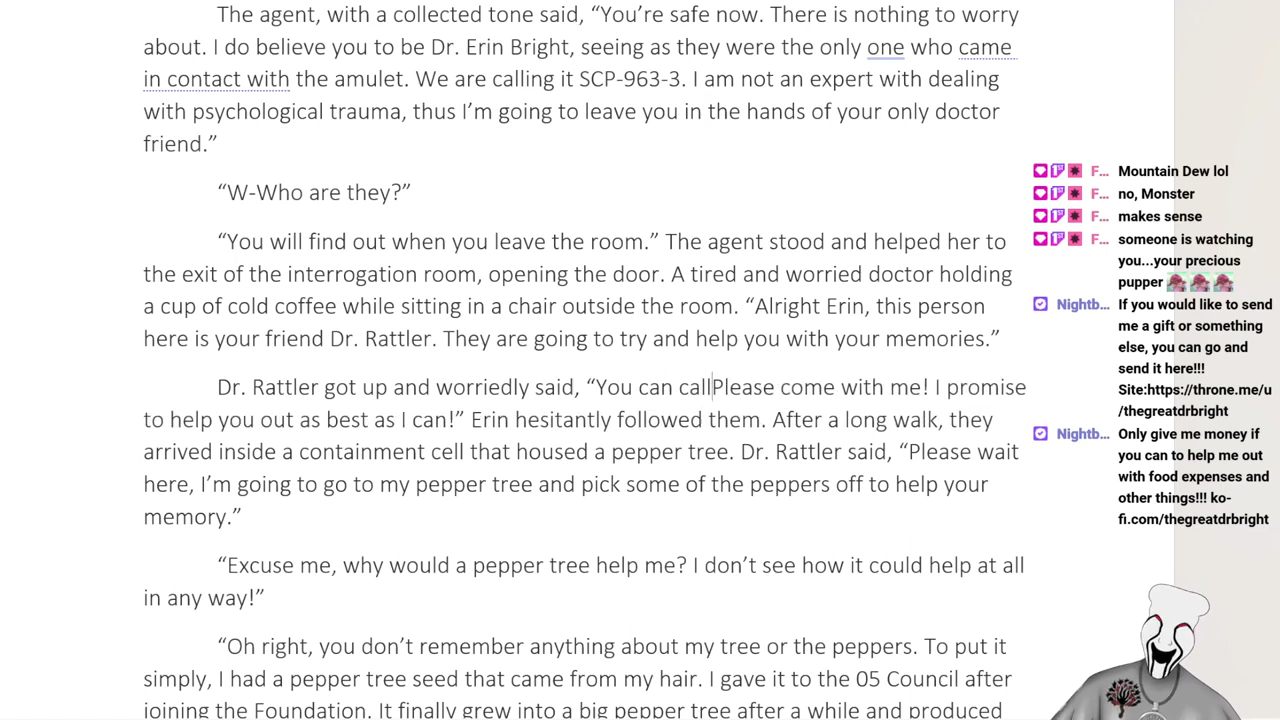 The agent, with a collected tone said, “You’re safe now. There is nothing to worry
about. I do believe you to be Dr. Erin Bright, seeing as they were the only one who came
in contact with the amulet. We are calling it SCP-963-3. I am not an expert with dealing
with psychological trauma, thus I’m going to leave you in the hands of your only doctor
friend.”
“W-Who are they?”
“You will find out when you leave the room.” The agent stood and helped her to
the exit of the interrogation room, opening the door. A tired and worried doctor holding
a cup of cold coffee while sitting in a chair outside the room. “Alright Erin, this person
here is your friend Dr. Rattler. They are going to try and help you with your memories.”
Dr. Rattler got up and worriedly said, “You can callPlease come with me! I promise
to help you out as best as I can!” Erin hesitantly followed them. After a long walk, they
arrived inside a containment cell that housed a pepper tree. Dr. Rattler said, “Please wait
here, I’m going to go to my pepper tree and pick some of the peppers off to help your
memory.”
“Excuse me, why would a pepper tree help me? I don’t see how it could help at all
in any way!”
“Oh right, you don’t remember anything about my tree or the peppers. To put it
simply, I had a pepper tree seed that came from my hair. I gave it to the 05 Council after
joining the Foundation. It finally grew into a big pepper tree after a while and produced
F... Mountain Dew lol
F... no, Monster
F... makes sense
F... someone is watching
you...your precious
pupper
Nightb... If you would like to send
me a gift or something
else, you can go and
send it here!!!
Site:https://throne.me/u
/thegreatdrbright
Nightb... Only give me money if
you can to help me out
with food expenses and
other things!!! ko-
fi.com/thegreatdrbright